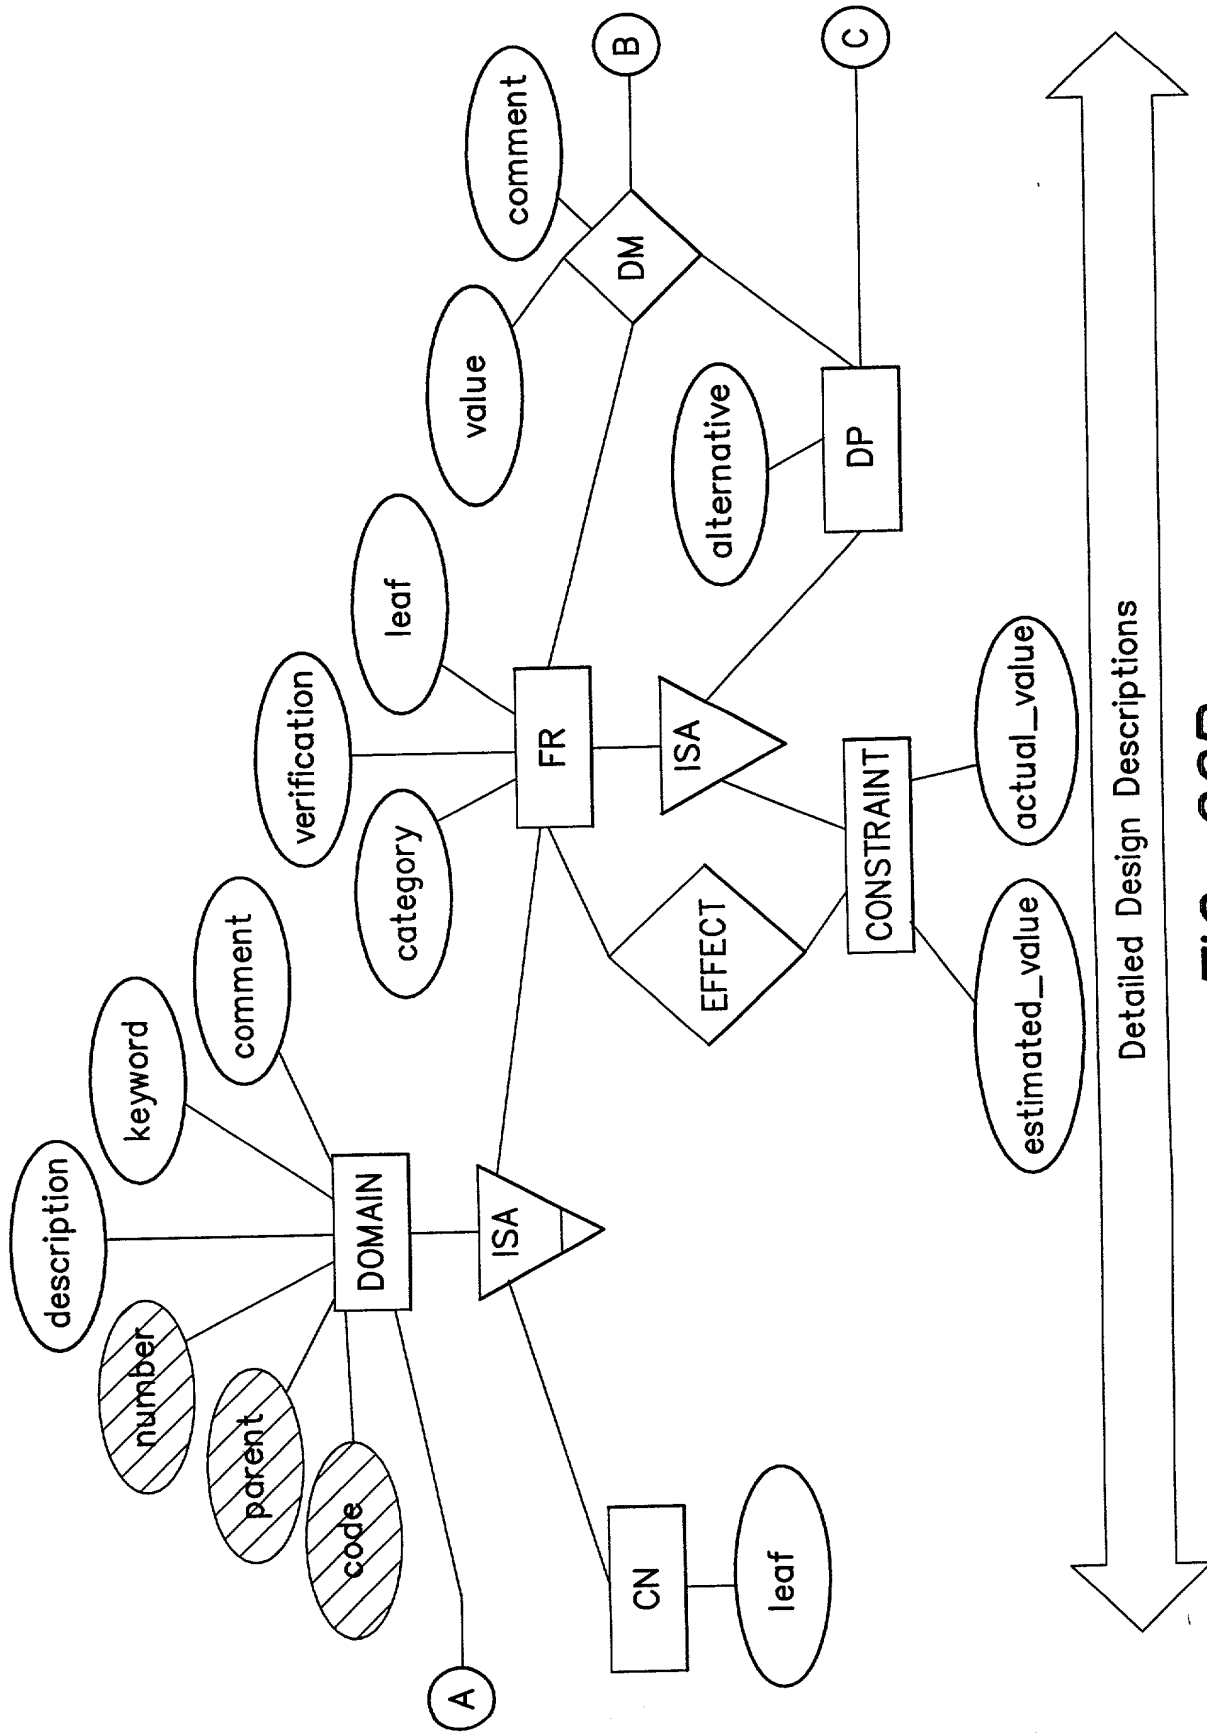 description
number
keyword
parent
comment
verification
code
DOMAIN
category
leaf
A
value
ISA
comment
FR
DM
B
CN
ISA
EFFECT
alternative
leaf
DP
C
CONSTRAINT
estimated_value
actual_value
Detailed Design Descriptions